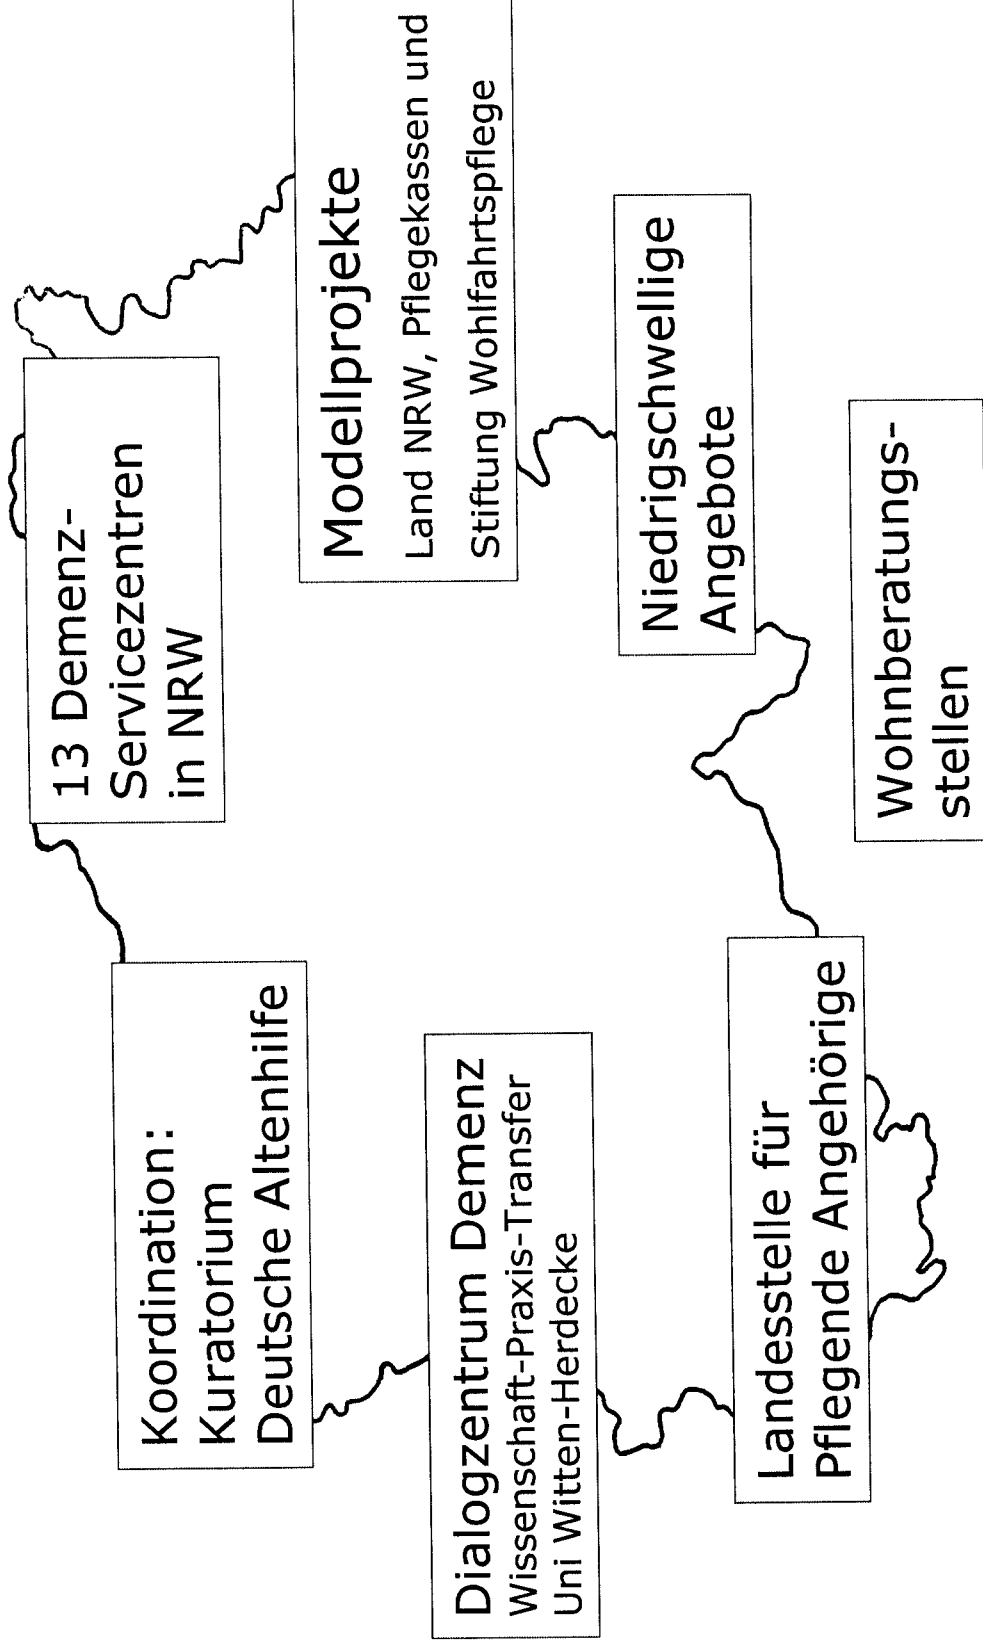 Koordination:
Kuratorium
Deutsche Altenhilfe
13 Demenz-
Servicezentren
in NRW
Dialogzentrum Demenz
Wissenschaft-Praxis-Transfer
Uni Witten-Herdecke
Modellprojekte
Land NRW, Pflegekassen und
Stiftung Wohlfahrtspflege
Landesstelle für
Pflegende Angehörige
Niedrigschwellige
Angebote
Wohnberatungs-
stellen